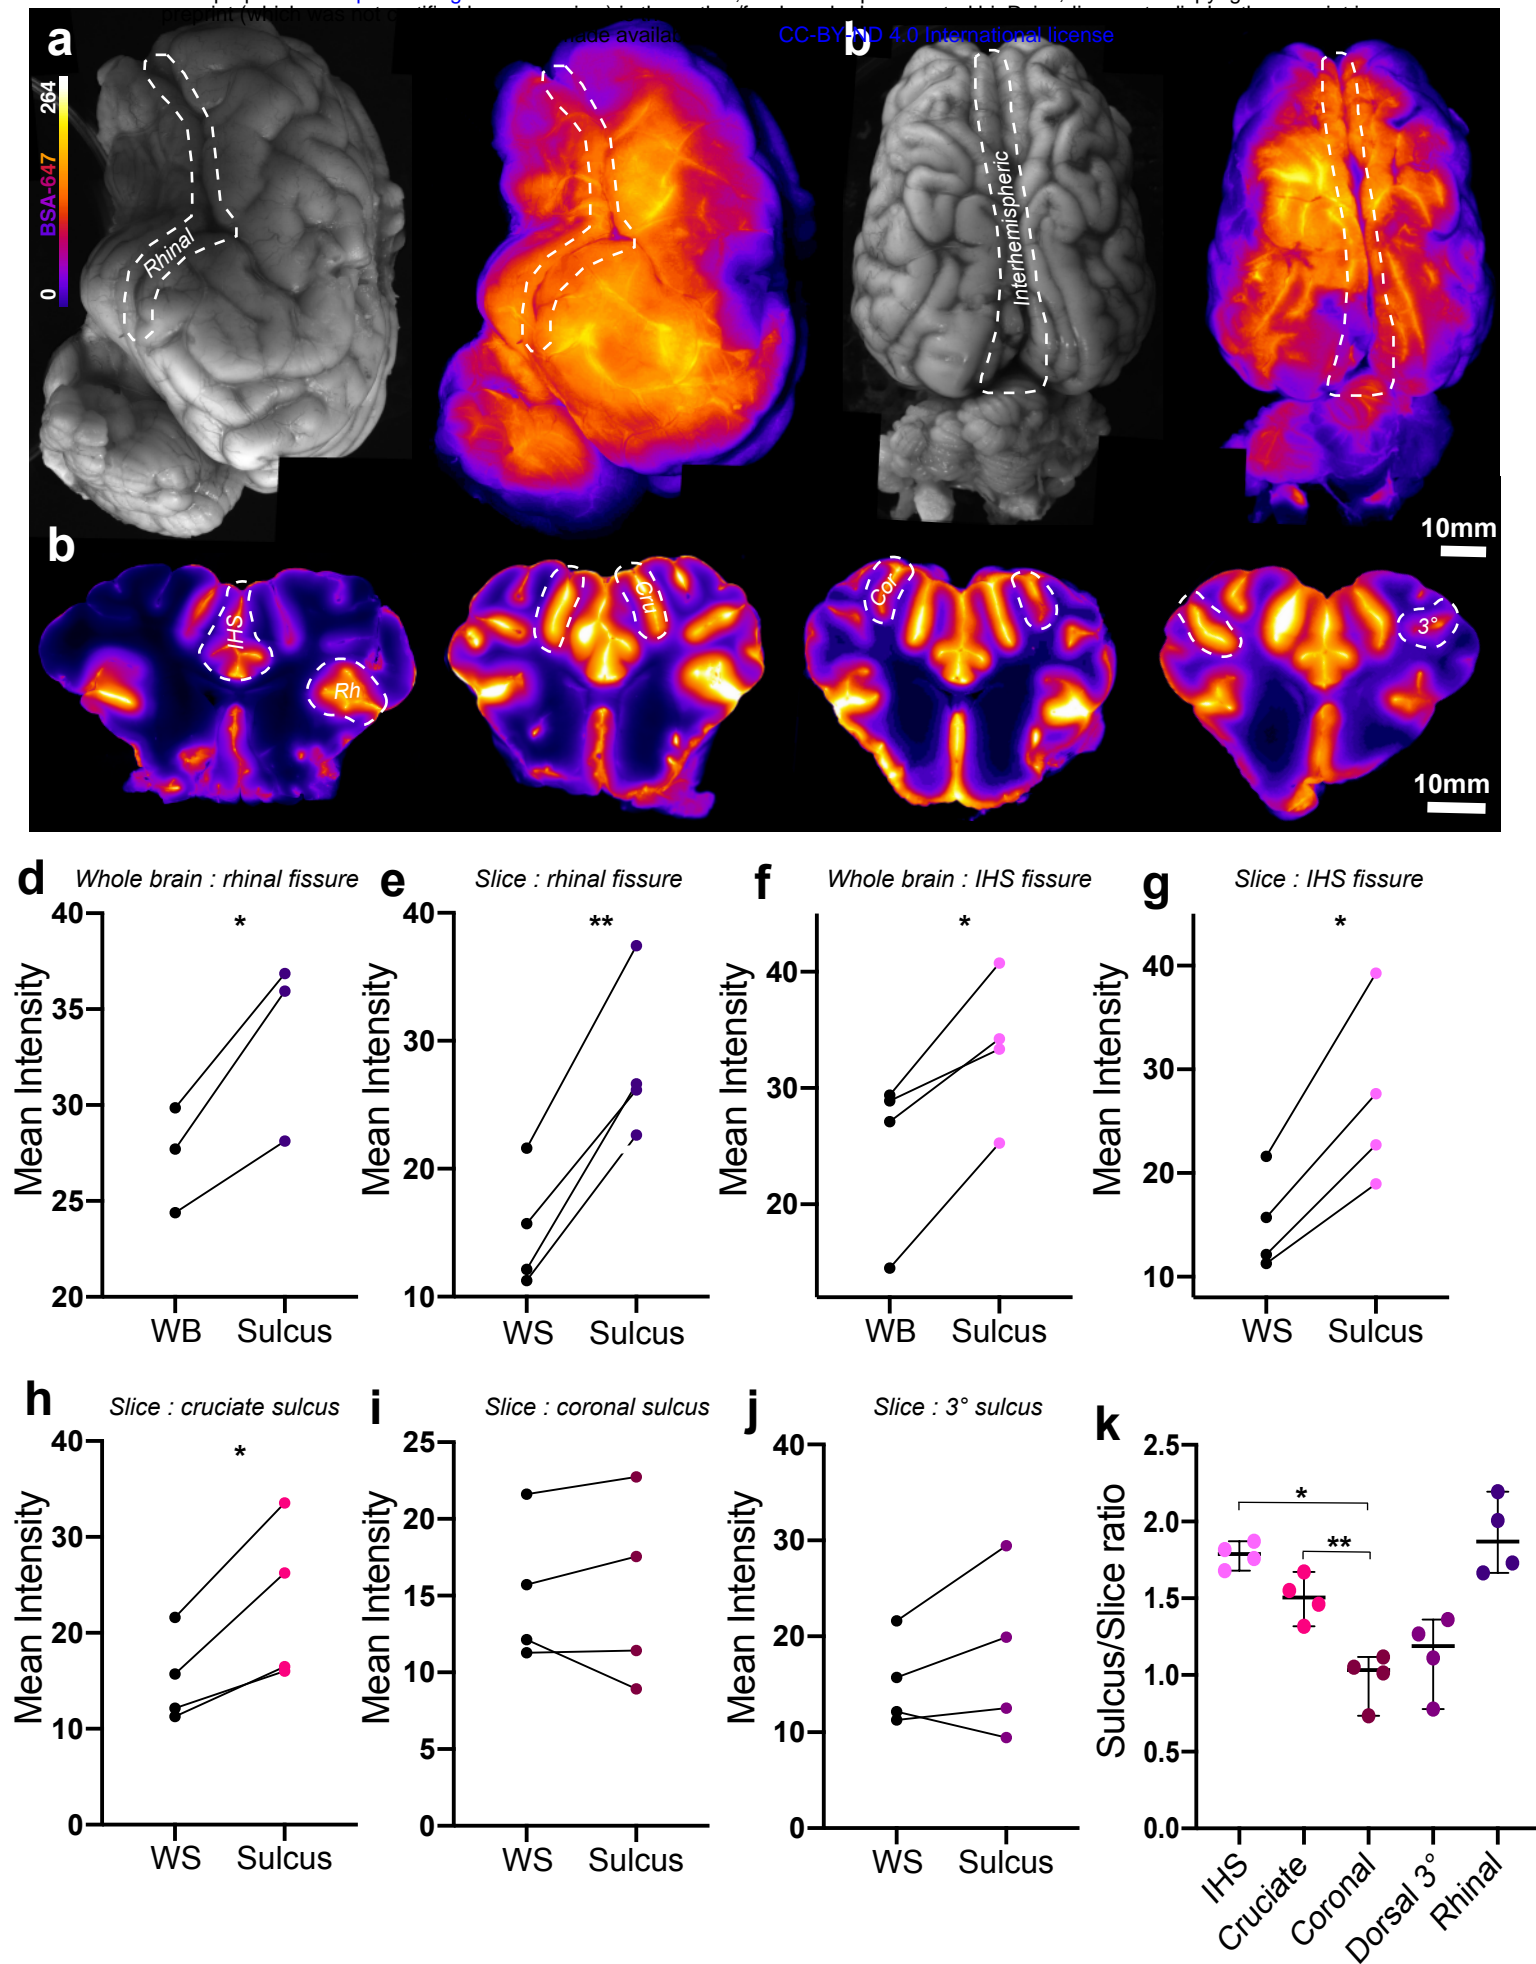 preprint (which was not
CC-BY-ND 4.0 International license
a
b
264
BSA-647
0
Rhinal
Interhemispheric
10mm
b
IHS
Rh
Cru
Cor
3°
10mm
d
Whole brain : rhinal fissure
*
Mean Intensity
40
35
30
25
20
WB
Sulcus
e
Slice : rhinal fissure
**
Mean Intensity
40
30
20
10
WS
Sulcus
f
Whole brain : IHS fissure
*
Mean Intensity
40
30
20
WB
Sulcus
g
Slice : IHS fissure
*
Mean Intensity
40
30
20
10
WS
Sulcus
h
Slice : cruciate sulcus
*
Mean Intensity
40
30
20
10
0
WS
Sulcus
i
Slice : coronal sulcus
Mean Intensity
25
20
15
10
5
0
WS
Sulcus
j
Slice : 3° sulcus
Mean Intensity
40
30
20
10
0
WS
Sulcus
k
*
**
Sulcus/Slice ratio
2.5
2.0
1.5
1.0
0.5
0.0
IHS
Cruciate
Coronal
Dorsal 3°
Rhinal